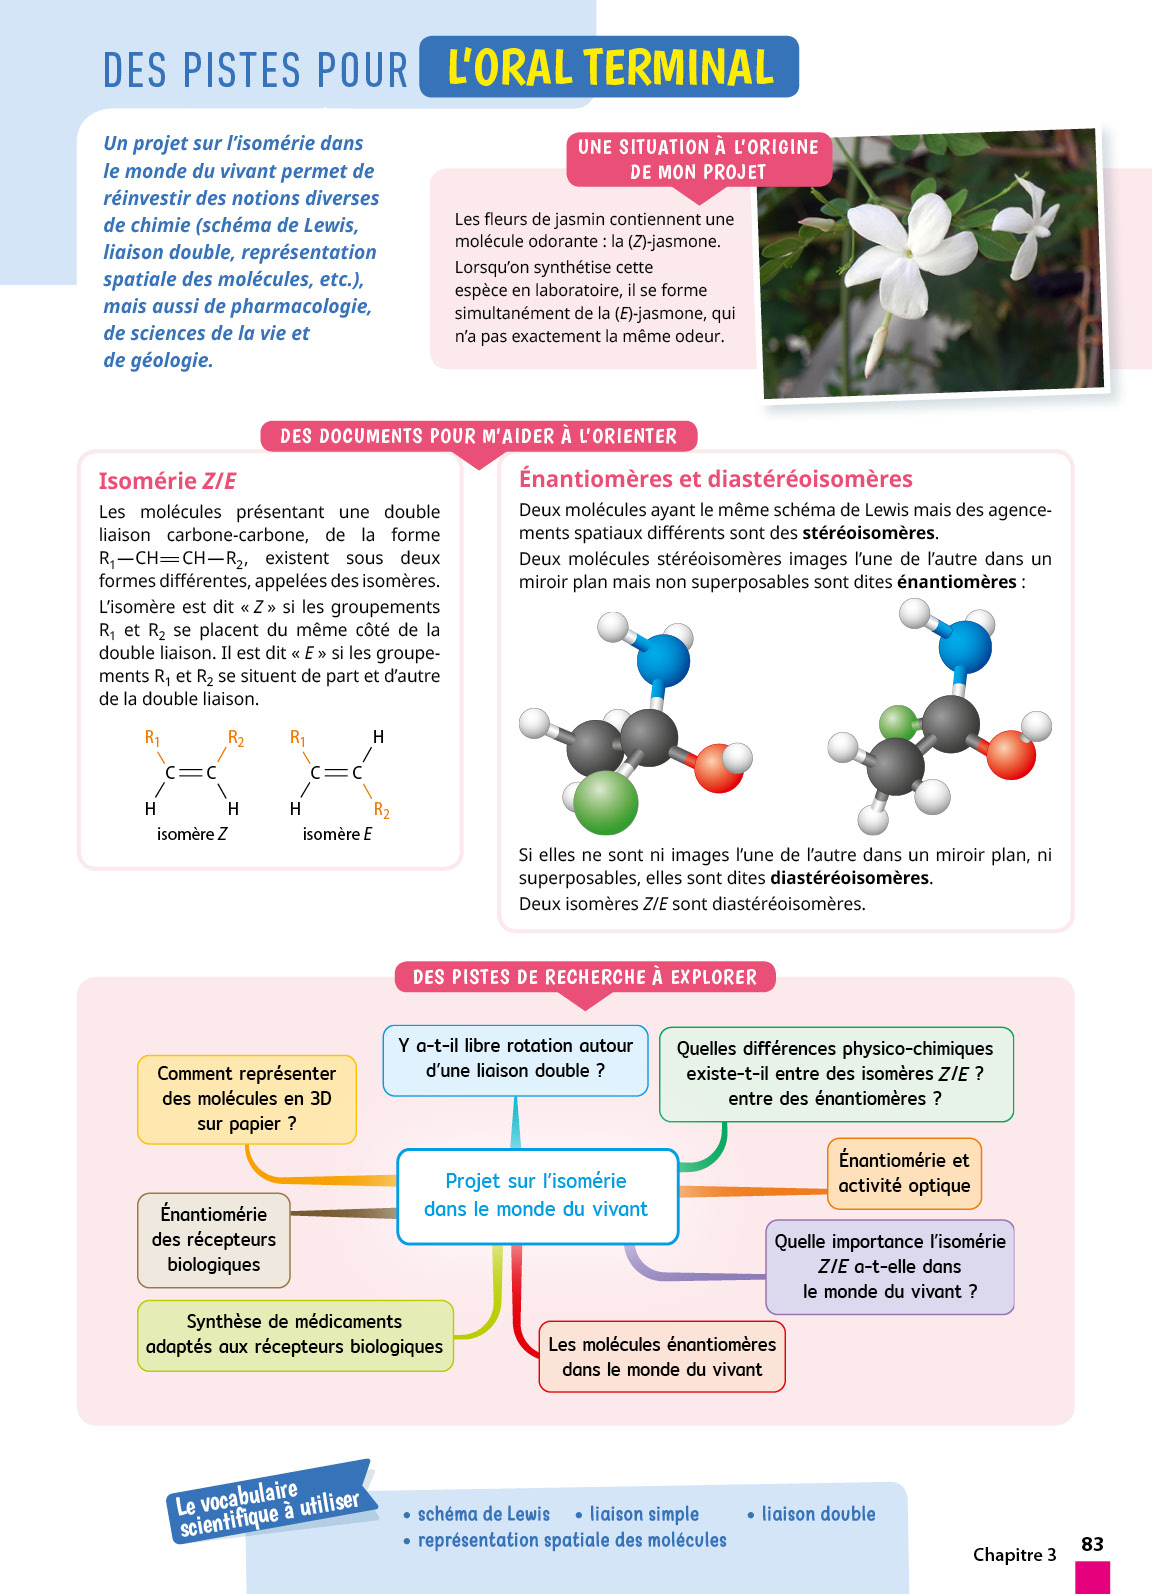 DES PISTES POUR L'ORAL TERMINAL
Un projet sur l'isomérie dans
le monde du vivant permet de
réinvestir des notions diverses
de chimie (schéma de Lewis,
liaison double, représentation
spatiale des molécules, etc.),
mais aussi de pharmacologie,
de sciences de la vie et
de géologie.
UNE SITUATION À L'ORIGINE
DE MON PROJET
Les fleurs de jasmin contiennent une
molécule odorante : la (Z)-jasmone.
Lorsqu'on synthétise cette
espèce en laboratoire, il se forme
simultanément de la (E)-jasmone, qui
n'a pas exactement la même odeur.
DES DOCUMENTS POUR M'AIDER À L'ORIENTER
Isomérie Z/E
Les molécules présentant une double
liaison carbone-carbone, de la forme
R1—CH=CH—R2, existent sous deux
formes différentes, appelées des isomères.
L'isomère est dit « Z » si les groupements
R1 et R2 se placent du même côté de la
double liaison. Il est dit « E » si les groupe-
ments R1 et R2 se situent de part et d'autre
de la double liaison.
R1 R2
C=C
H H
isomère Z
R1 H
C=C
H R2
isomère E
Énantiomères et diastéréoisomères
Deux molécules ayant le même schéma de Lewis mais des agence-
ments spatiaux différents sont des stéréoisomères.
Deux molécules stéréoisomères images l'une de l'autre dans un
miroir plan mais non superposables sont dites énantiomères :
Si elles ne sont ni images l'une de l'autre dans un miroir plan, ni
superposables, elles sont dites diastéréoisomères.
Deux isomères Z/E sont diastéréoisomères.
DES PISTES DE RECHERCHE À EXPLORER
Comment représenter
des molécules en 3D
sur papier ?
Y a-t-il libre rotation autour
d'une liaison double ?
Quelles différences physico-chimiques
existe-t-il entre des isomères Z/E ?
entre des énantiomères ?
Projet sur l'isomérie
dans le monde du vivant
Énantiomérie et
activité optique
Énantiomérie
des récepteurs
biologiques
Quelle importance l'isomérie
Z/E a-t-elle dans
le monde du vivant ?
Synthèse de médicaments
adaptés aux récepteurs biologiques
Les molécules énantiomères
dans le monde du vivant
Le vocabulaire
scientifique à utiliser
• schéma de Lewis • liaison simple • liaison double
• représentation spatiale des molécules
Chapitre 3 83